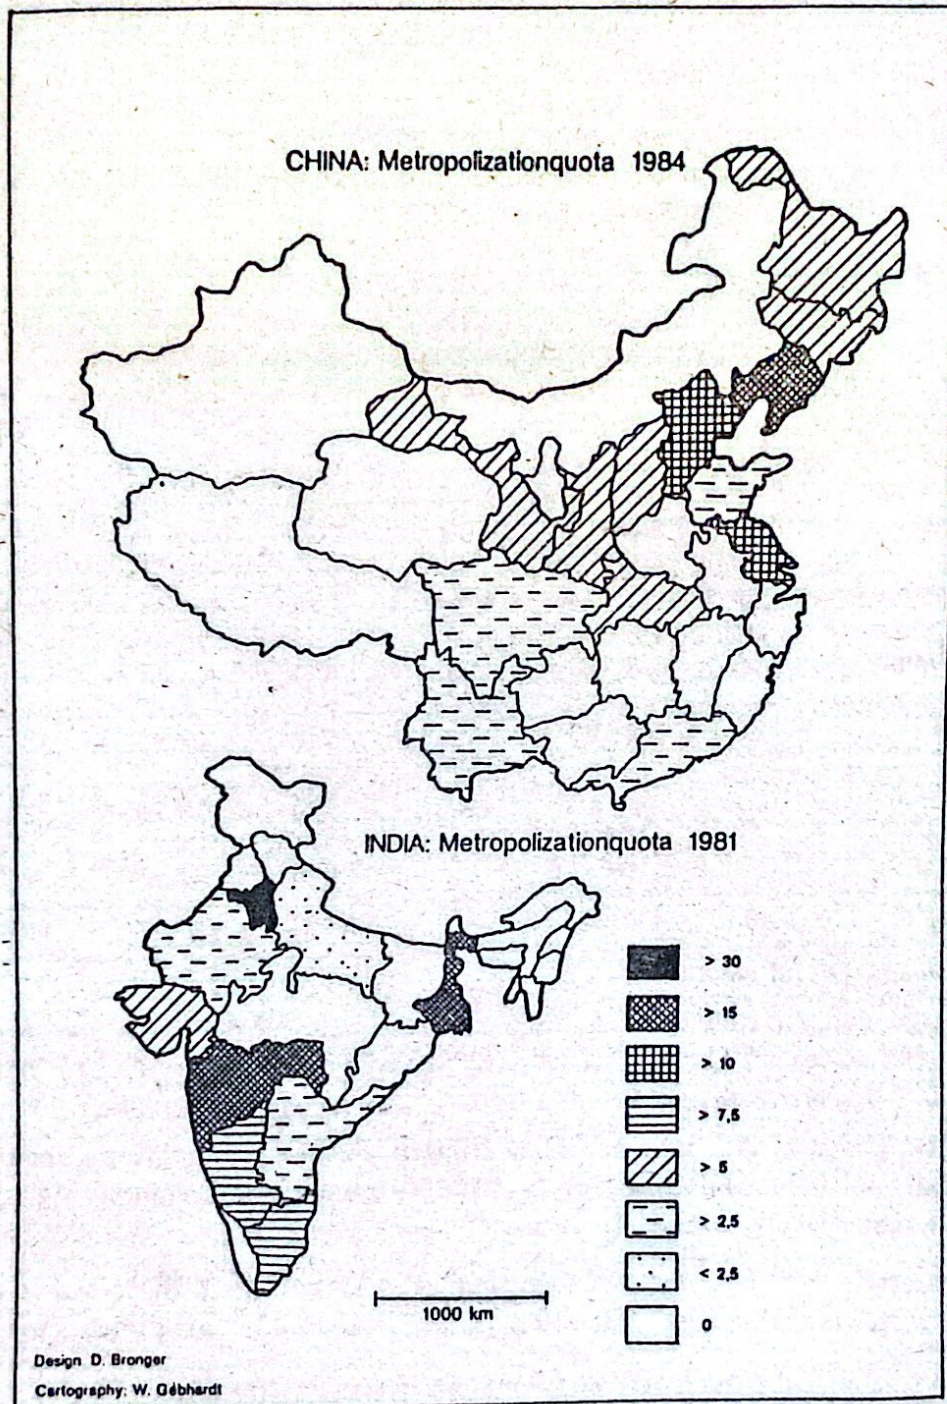 CHINA: Metropolizationquota 1984
INDIA: Metropolizationquota 1981
> 30
> 15
> 10
> 7,5
> 5
> 2,5
< 2,5
0
1000 km
Design D. Bronger
Cartography: W. Gebhardt